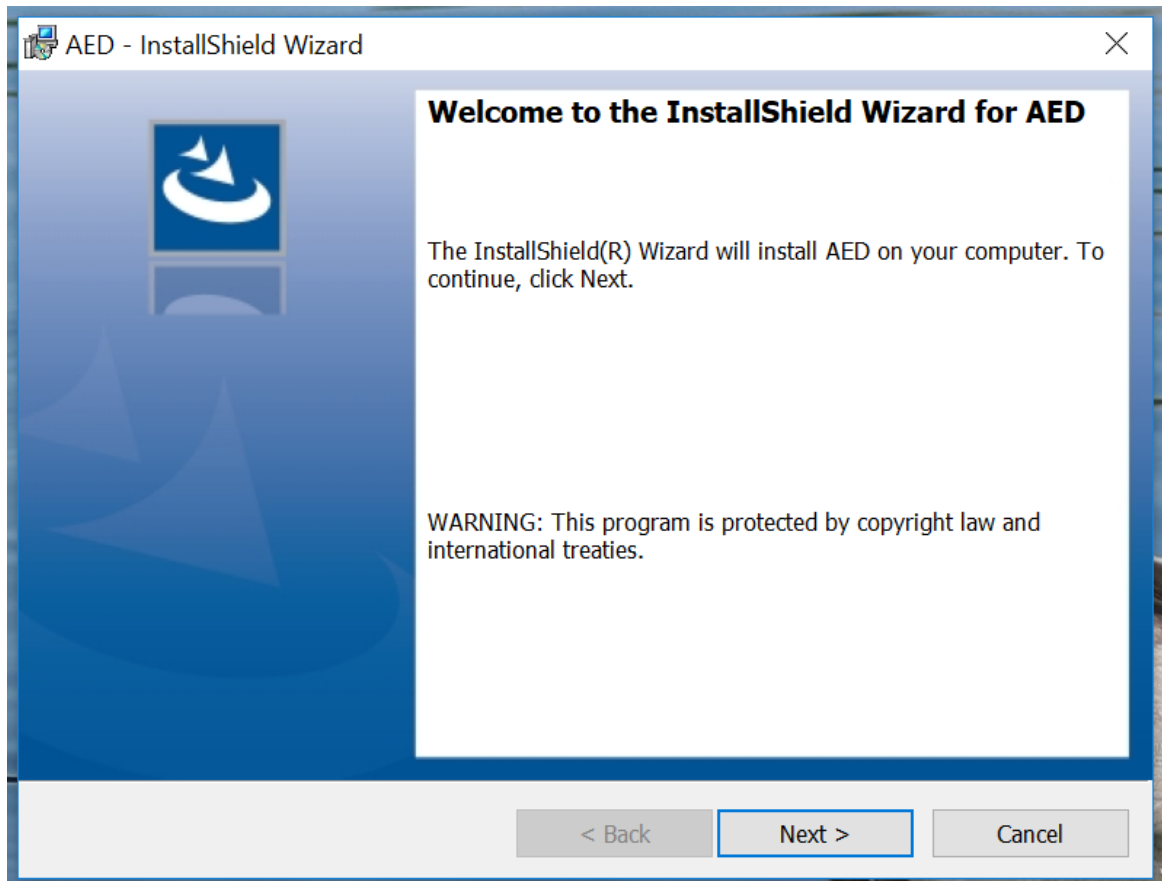 AED - InstallShield Wizard
Welcome to the InstallShield Wizard for AED
The InstallShield(R) Wizard will install AED on your computer. To
continue, click Next.
WARNING: This program is protected by copyright law and
international treaties.
< Back
Next >
Cancel